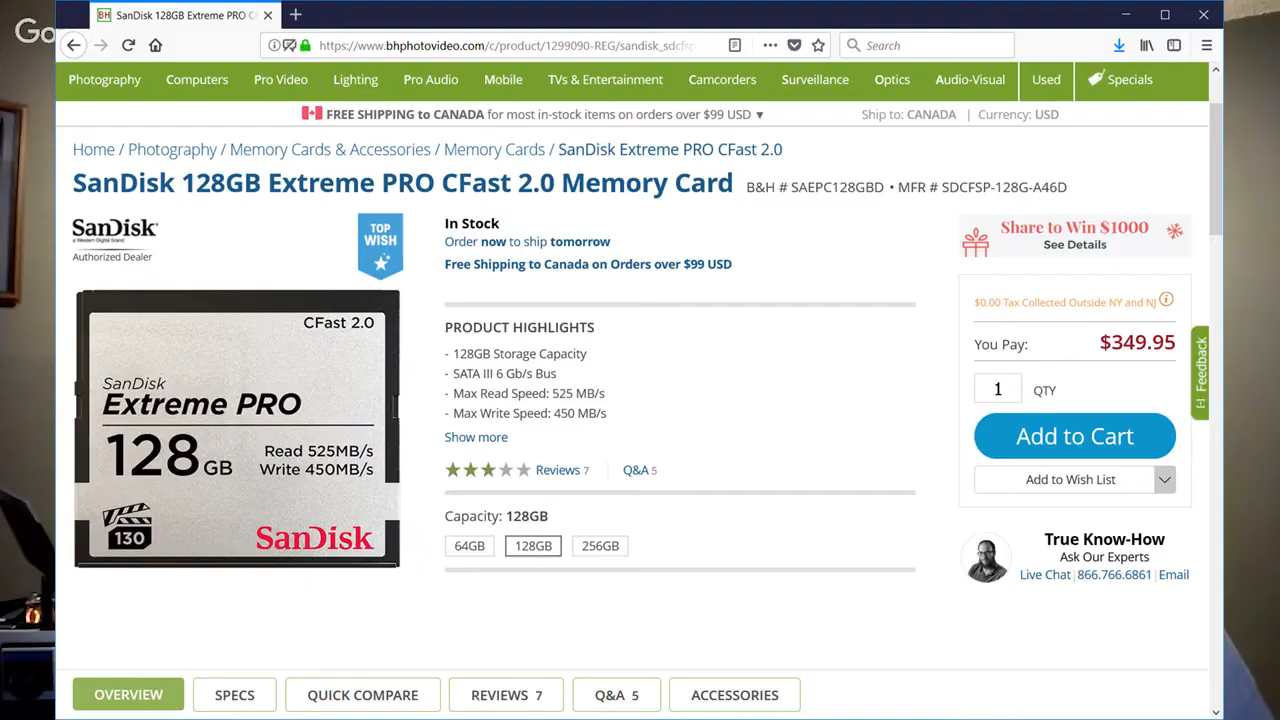 Go
BH SanDisk 128GB Extreme PRO C
https://www.bhphotovideo.com/c/product/1299090-REG/sandisk_sdcfsp
Search
Photography Computers Pro Video Lighting Pro Audio Mobile TVs & Entertainment Camcorders Surveillance Optics Audio-Visual Used Specials
FREE SHIPPING to CANADA for most in-stock items on orders over $99 USD ▼ Ship to: CANADA | Currency: USD
Home / Photography / Memory Cards & Accessories / Memory Cards / SanDisk Extreme PRO CFast 2.0
SanDisk 128GB Extreme PRO CFast 2.0 Memory Card B&H # SAEPC128GBD • MFR # SDCFSP-128G-A46D
SanDisk
a Western Digital brand
Authorized Dealer
TOP
WISH
In Stock
Order now to ship tomorrow
Free Shipping to Canada on Orders over $99 USD
Share to Win $1000
See Details
CFast 2.0
SanDisk
Extreme PRO
128 GB
Read 525MB/s
Write 450MB/s
130
SanDisk
PRODUCT HIGHLIGHTS
- 128GB Storage Capacity
- SATA III 6 Gb/s Bus
- Max Read Speed: 525 MB/s
- Max Write Speed: 450 MB/s
Show more
Reviews 7 Q&A 5
Capacity: 128GB
64GB 128GB 256GB
$0.00 Tax Collected Outside NY and NJ
You Pay: $349.95
1 QTY
Add to Cart
Add to Wish List
[-] Feedback
True Know-How
Ask Our Experts
Live Chat | 866.766.6861 | Email
OVERVIEW SPECS QUICK COMPARE REVIEWS 7 Q&A 5 ACCESSORIES